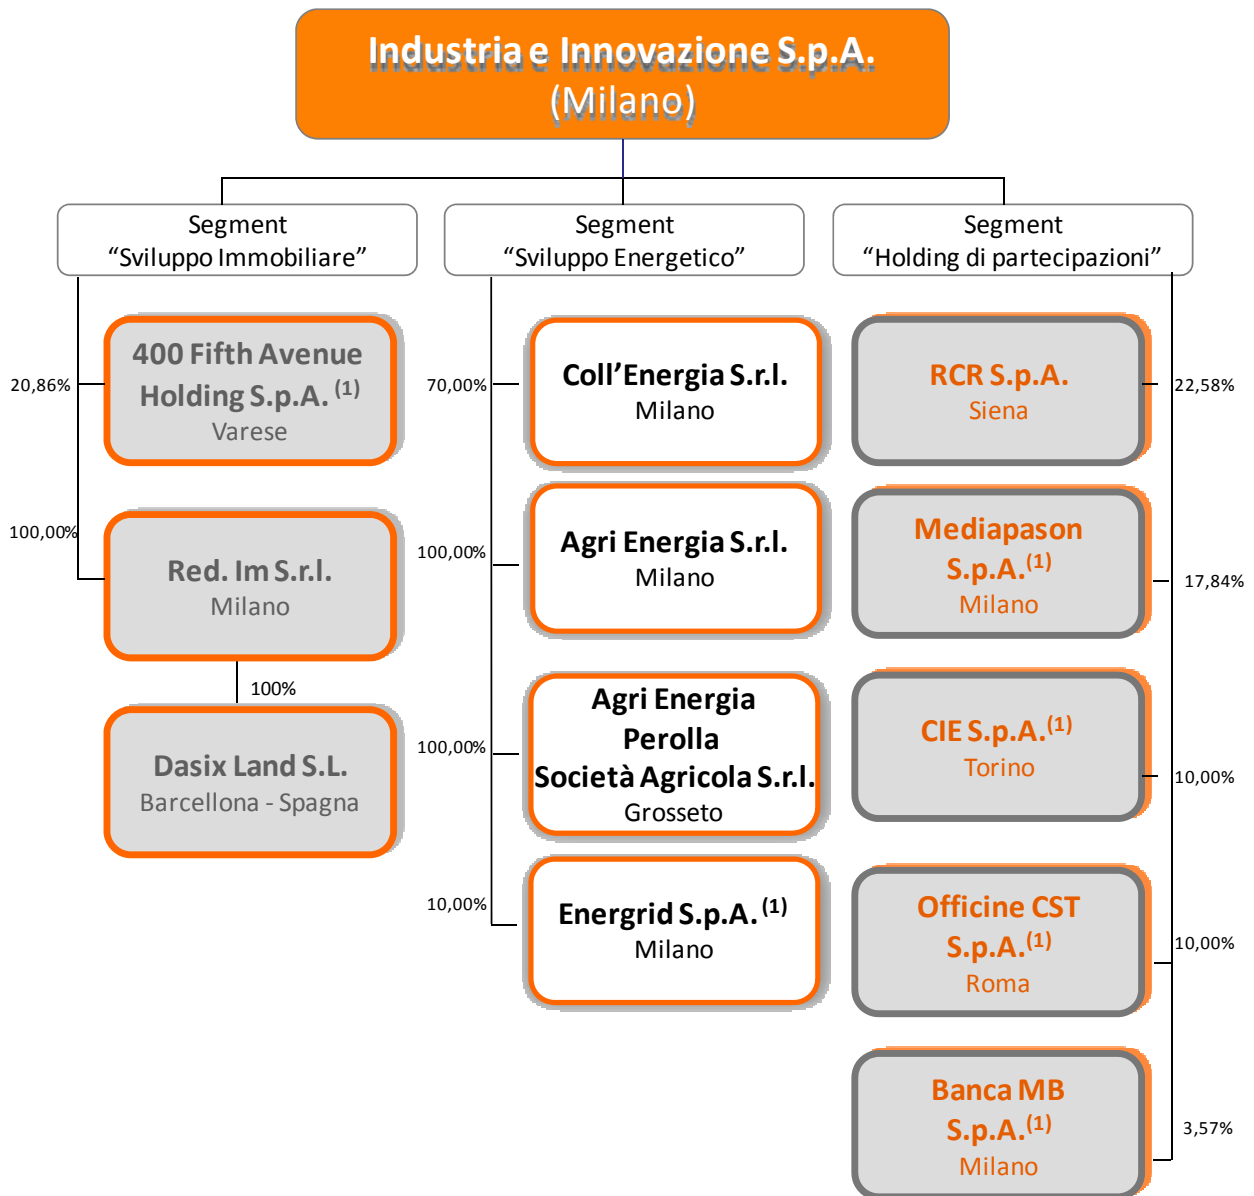 Industria e Innovazione S.p.A.
(Milano)
Segment
“Sviluppo Immobiliare”
20,86%
400 Fifth Avenue
Holding S.p.A. (1)
Varese
100,00%
Red. Im S.r.l.
Milano
100%
Dasix Land S.L.
Barcellona - Spagna
Segment
“Sviluppo Energetico”
70,00%
Coll’Energia S.r.l.
Milano
100,00%
Agri Energia S.r.l.
Milano
100,00%
Agri Energia
Perolla
Società Agricola S.r.l.
Grosseto
10,00%
Energrid S.p.A. (1)
Milano
Segment
“Holding di partecipazioni”
RCR S.p.A.
Siena
22,58%
Mediapason
S.p.A.(1)
Milano
17,84%
CIE S.p.A.(1)
Torino
10,00%
Officine CST
S.p.A.(1)
Roma
10,00%
Banca MB
S.p.A.(1)
Milano
3,57%